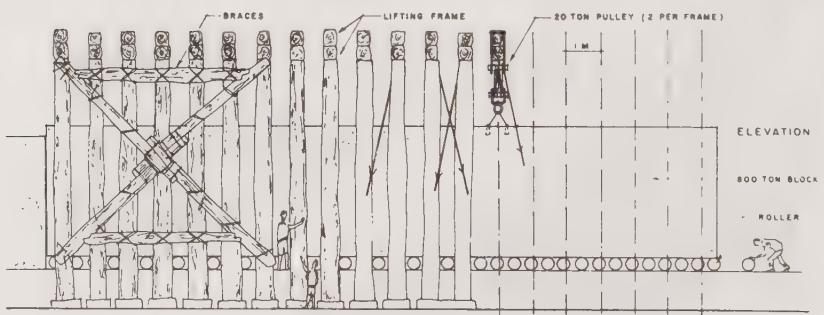 BRACES
LIFTING FRAME
20 TON PULLEY (2 PER FRAME)
1 M
ELEVATION
800 TON BLOCK
ROLLER